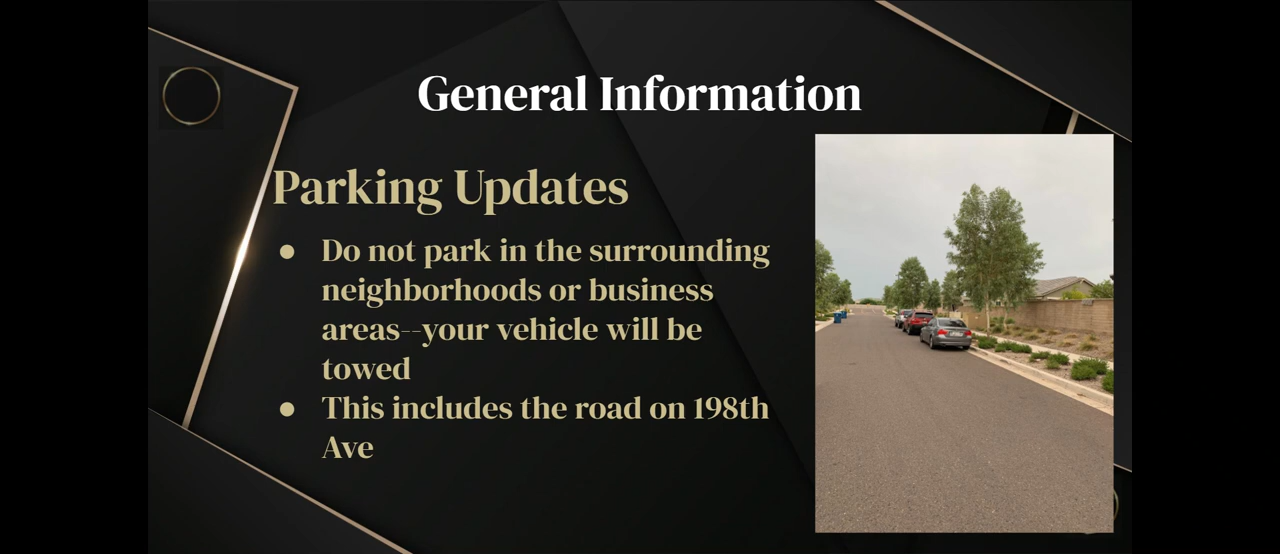 General Information
Parking Updates
● Do not park in the surrounding
neighborhoods or business
areas--your vehicle will be
towed
● This includes the road on 198th
Ave